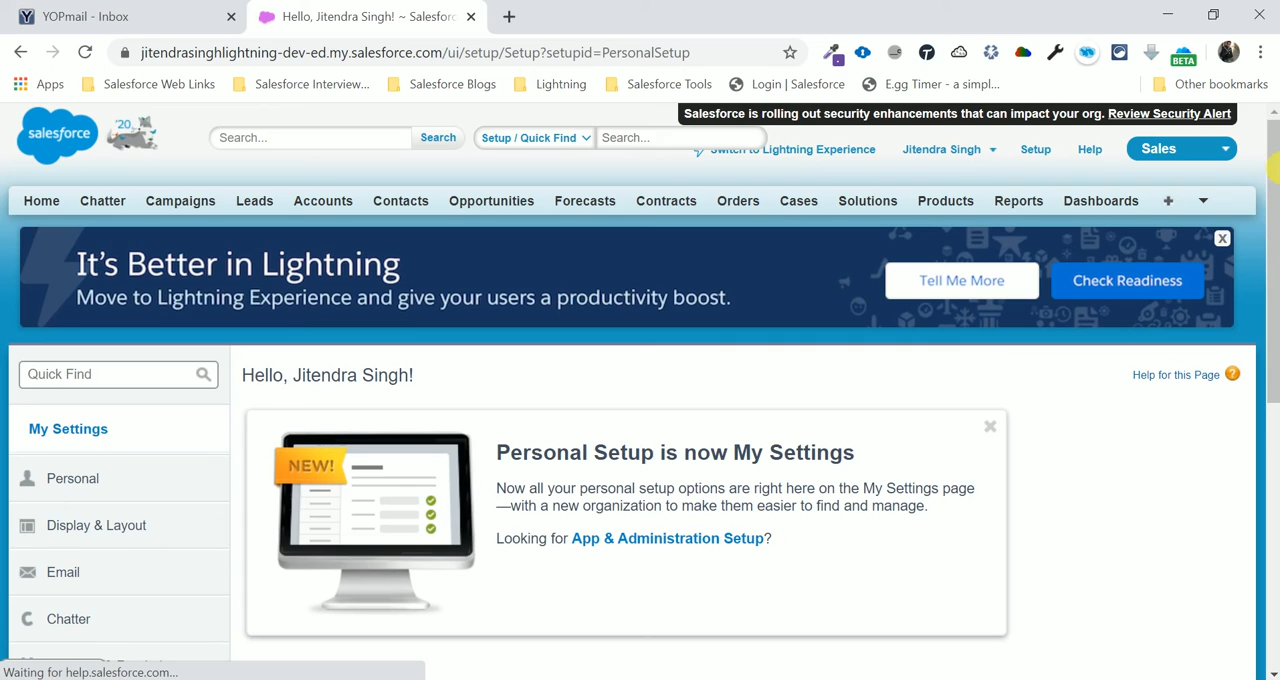 YOPmail - Inbox
Hello, Jitendra Singh! ~ Salesforc
jitendrasinghlightning-dev-ed.my.salesforce.com/ui/setup/Setup?setupid=PersonalSetup
BETA
Apps
Salesforce Web Links
Salesforce Interview...
Salesforce Blogs
Lightning
Salesforce Tools
Login | Salesforce
E.gg Timer - a simpl...
Other bookmarks
Salesforce is rolling out security enhancements that can impact your org. Review Security Alert
salesforce
'20
Search...
Search
Setup / Quick Find
Search...
Switch to Lightning Experience
Jitendra Singh
Setup
Help
Sales
Home
Chatter
Campaigns
Leads
Accounts
Contacts
Opportunities
Forecasts
Contracts
Orders
Cases
Solutions
Products
Reports
Dashboards
It's Better in Lightning
Move to Lightning Experience and give your users a productivity boost.
Tell Me More
Check Readiness
X
Quick Find
Hello, Jitendra Singh!
Help for this Page
My Settings
Personal
Display & Layout
Email
Chatter
NEW!
Personal Setup is now My Settings
Now all your personal setup options are right here on the My Settings page
—with a new organization to make them easier to find and manage.
Looking for App & Administration Setup?
Waiting for help.salesforce.com...